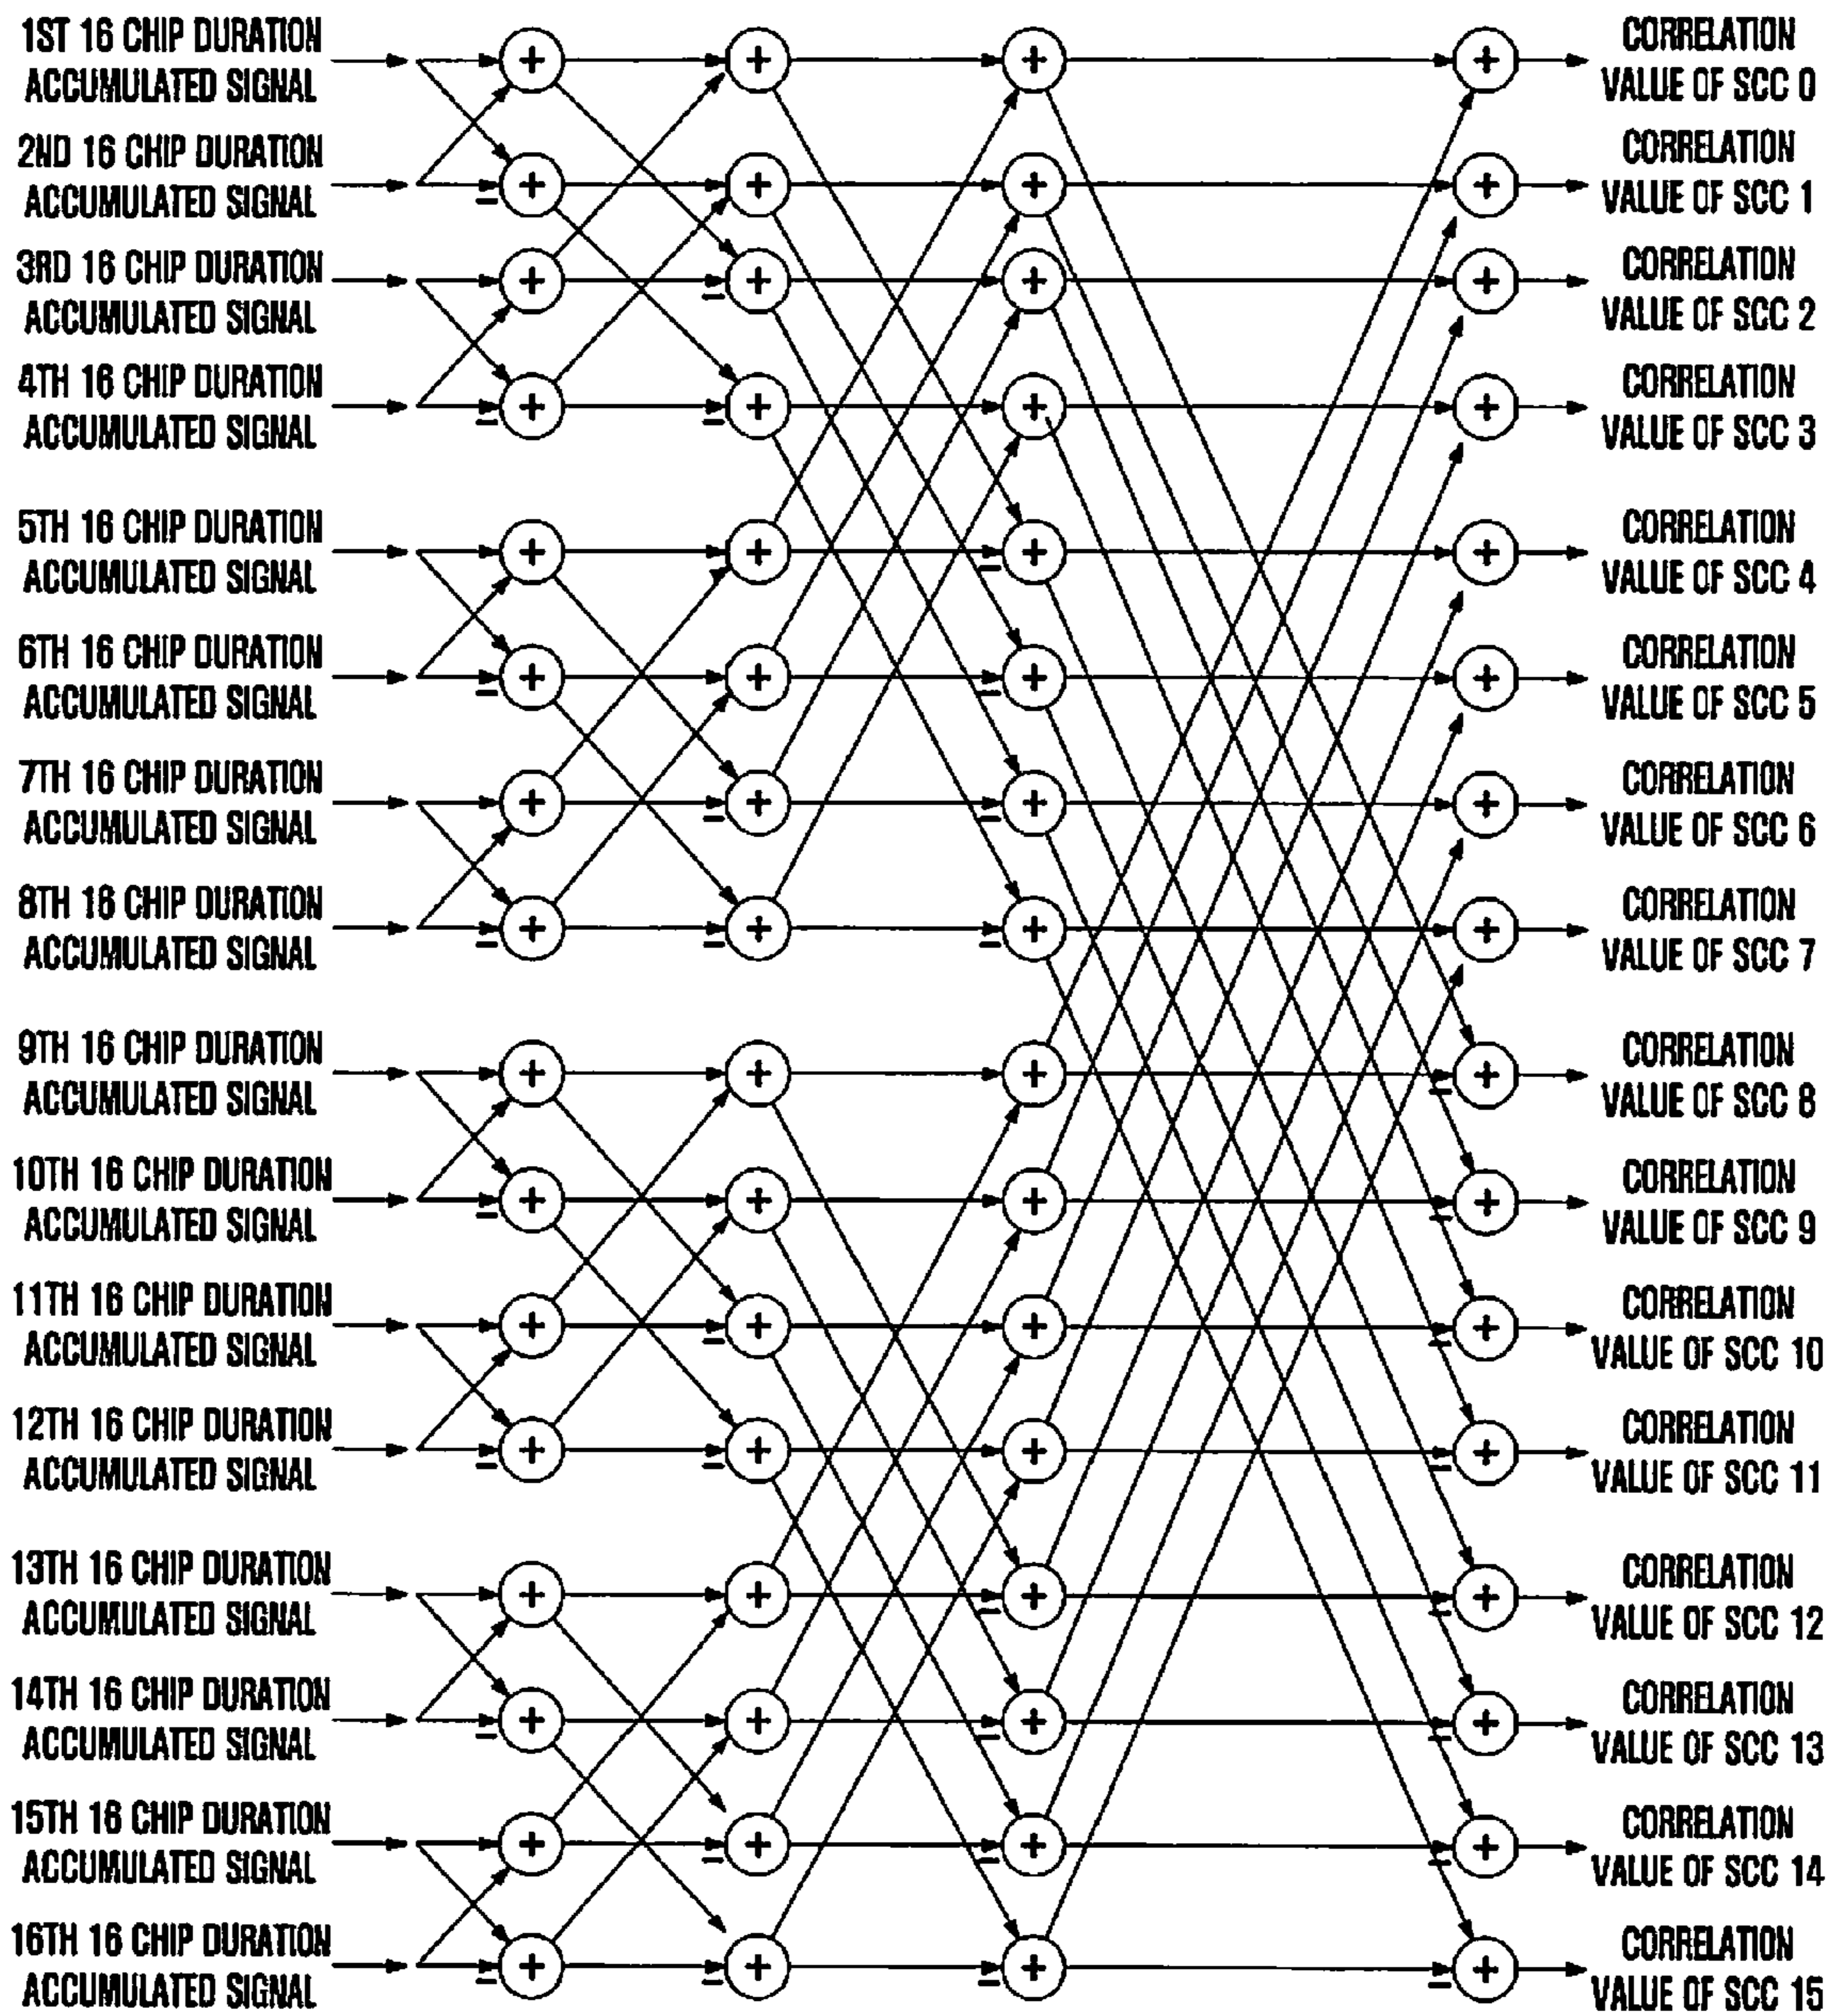 1ST 16 CHIP DURATION
ACCUMULATED SIGNAL
CORRELATION
VALUE OF SCC 0
2ND 16 CHIP DURATION
ACCUMULATED SIGNAL
CORRELATION
VALUE OF SCC 1
3RD 16 CHIP DURATION
ACCUMULATED SIGNAL
CORRELATION
VALUE OF SCC 2
4TH 16 CHIP DURATION
ACCUMULATED SIGNAL
CORRELATION
VALUE OF SCC 3
5TH 16 CHIP DURATION
ACCUMULATED SIGNAL
CORRELATION
VALUE OF SCC 4
6TH 16 CHIP DURATION
ACCUMULATED SIGNAL
CORRELATION
VALUE OF SCC 5
7TH 16 CHIP DURATION
ACCUMULATED SIGNAL
CORRELATION
VALUE OF SCC 6
8TH 16 CHIP DURATION
ACCUMULATED SIGNAL
CORRELATION
VALUE OF SCC 7
9TH 16 CHIP DURATION
ACCUMULATED SIGNAL
CORRELATION
VALUE OF SCC 8
10TH 16 CHIP DURATION
ACCUMULATED SIGNAL
CORRELATION
VALUE OF SCC 9
11TH 16 CHIP DURATION
ACCUMULATED SIGNAL
CORRELATION
VALUE OF SCC 10
12TH 16 CHIP DURATION
ACCUMULATED SIGNAL
CORRELATION
VALUE OF SCC 11
13TH 16 CHIP DURATION
ACCUMULATED SIGNAL
CORRELATION
VALUE OF SCC 12
14TH 16 CHIP DURATION
ACCUMULATED SIGNAL
CORRELATION
VALUE OF SCC 13
15TH 16 CHIP DURATION
ACCUMULATED SIGNAL
CORRELATION
VALUE OF SCC 14
16TH 16 CHIP DURATION
ACCUMULATED SIGNAL
CORRELATION
VALUE OF SCC 15